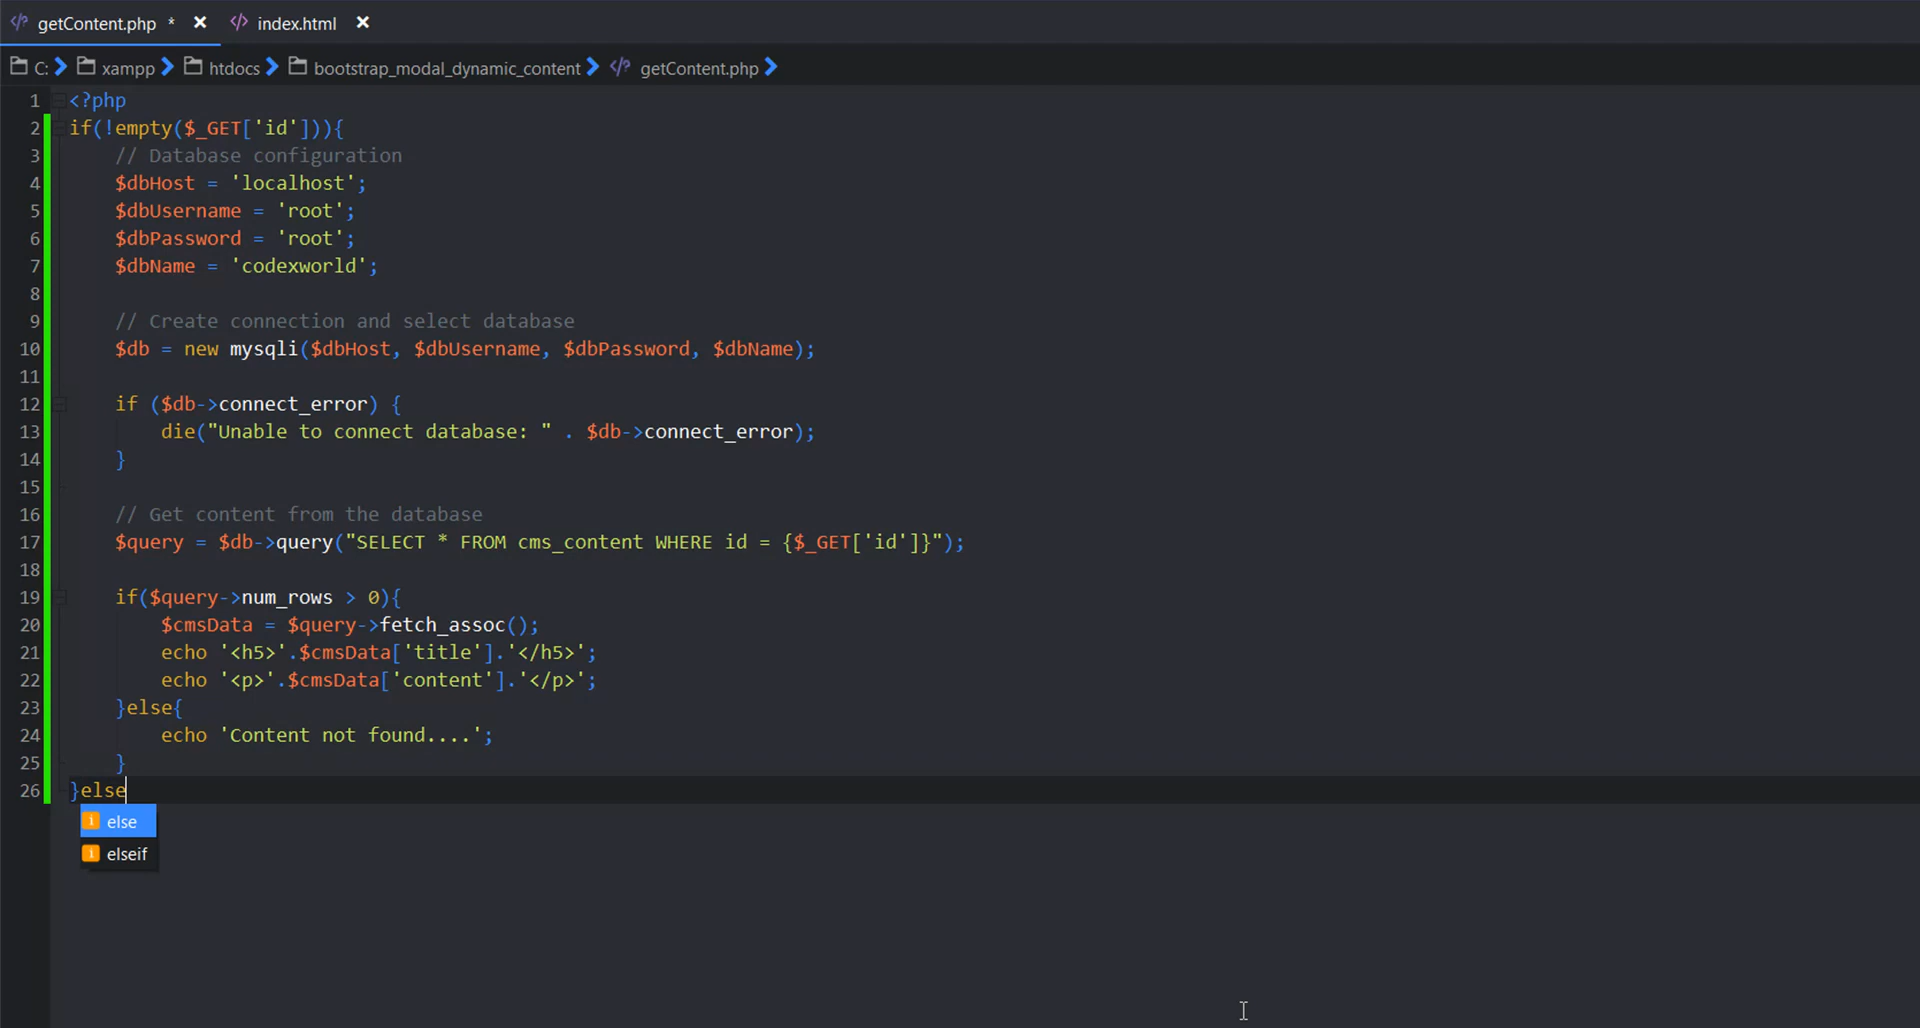 getContent.php * × index.html ×
C: xampp htdocs bootstrap_modal_dynamic_content getContent.php
1 <?php
2 if(!empty($_GET['id'])){
3     // Database configuration
4     $dbHost = 'localhost';
5     $dbUsername = 'root';
6     $dbPassword = 'root';
7     $dbName = 'codexworld';
8
9     // Create connection and select database
10     $db = new mysqli($dbHost, $dbUsername, $dbPassword, $dbName);
11
12     if ($db->connect_error) {
13         die("Unable to connect database: " . $db->connect_error);
14     }
15
16     // Get content from the database
17     $query = $db->query("SELECT * FROM cms_content WHERE id = {$_GET['id']}");
18
19     if($query->num_rows > 0){
20         $cmsData = $query->fetch_assoc();
21         echo '<h5>'.$cmsData['title'].'</h5>';
22         echo '<p>'.$cmsData['content'].'</p>';
23     }else{
24         echo 'Content not found....';
25     }
26 }else
i else
i elseif